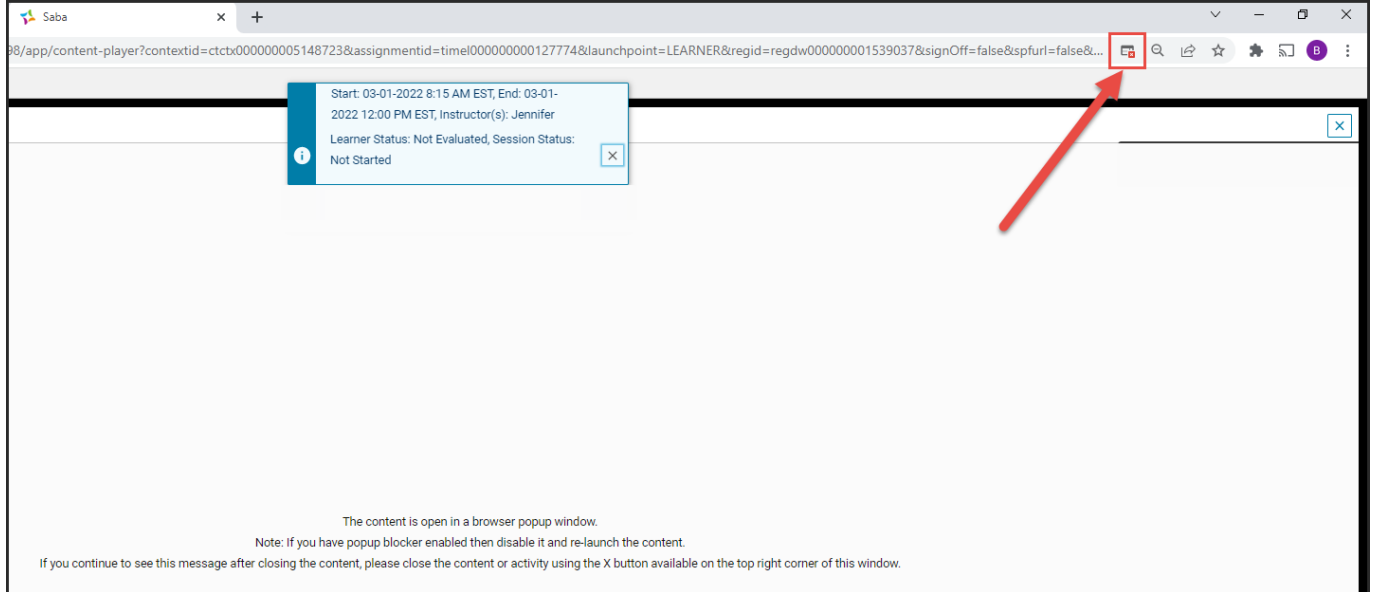 Saba
98/app/content-player?contextid=ctctx000000005148723&assignmentid=timel000000000127774&launchpoint=LEARNER&regid=regdw000000001539037&signOff=false&spfurl=false&...
B
Start: 03-01-2022 8:15 AM EST, End: 03-01-
2022 12:00 PM EST, Instructor(s): Jennifer
Learner Status: Not Evaluated, Session Status:
Not Started
The content is open in a browser popup window.
Note: If you have popup blocker enabled then disable it and re-launch the content.
If you continue to see this message after closing the content, please close the content or activity using the X button available on the top right corner of this window.